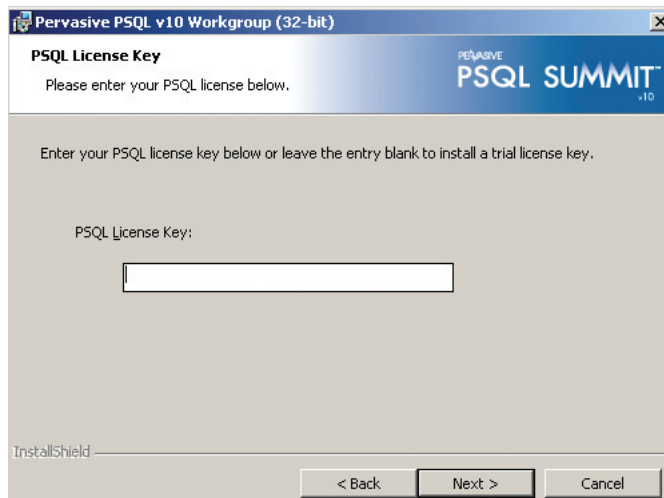 Pervasive PSQL v10 Workgroup (32-bit)
PSQL License Key
Please enter your PSQL license below.
PERVASIVE
PSQL SUMMIT™
v10
Enter your PSQL license key below or leave the entry blank to install a trial license key.
PSQL License Key:
InstallShield
< Back
Next >
Cancel